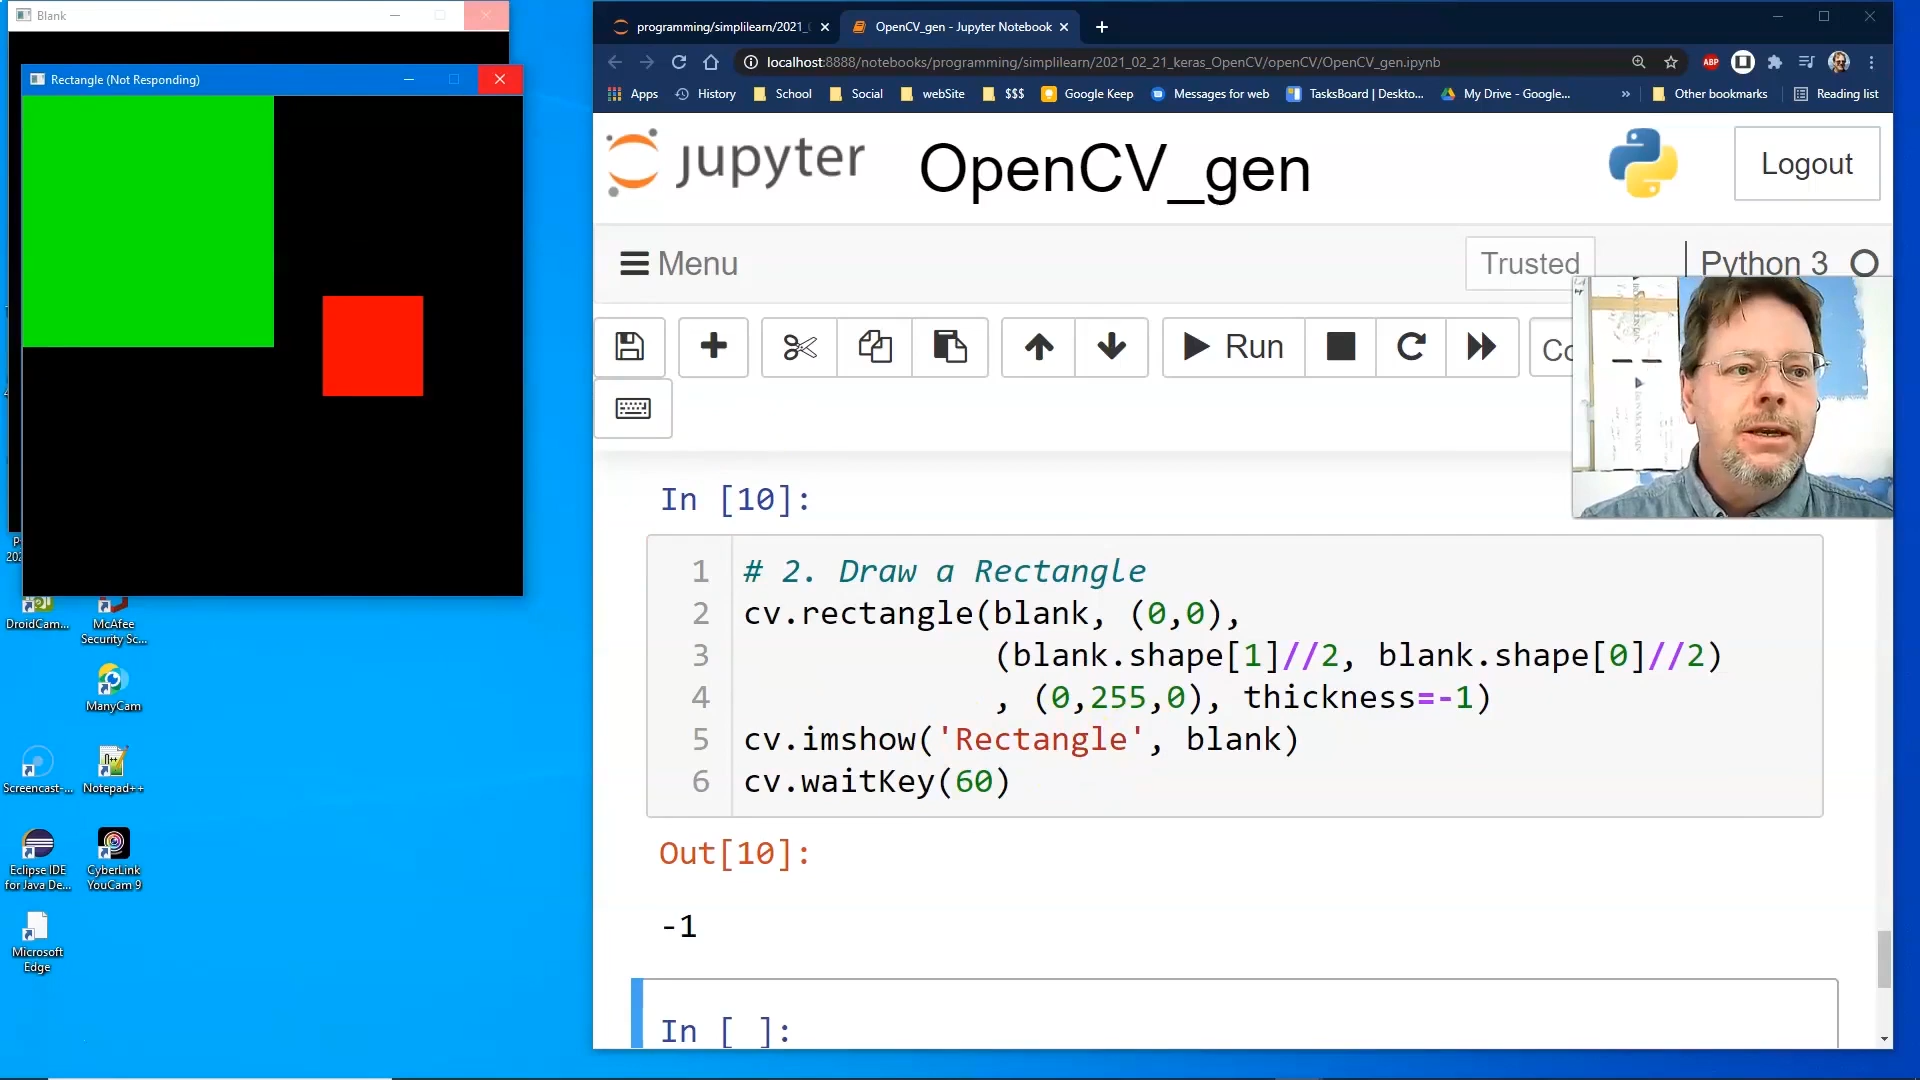 Blank
Rectangle (Not Responding)
DroidCam...
McAfee
Security Sc...
ManyCam
Screencast-...
Notepad++
Eclipse IDE
for Java De...
CyberLink
YouCam 9
Microsoft
Edge
programming/simplilearn/2021_
OpenCV_gen - Jupyter Notebook
localhost:8888/notebooks/programming/simplilearn/2021_02_21_keras_OpenCV/openCV/OpenCV_gen.ipynb
ABP
Apps
History
School
Social
webSite
$$$
Google Keep
Messages for web
TasksBoard | Deskto...
My Drive - Google...
»
Other bookmarks
Reading list
jupyter
OpenCV_gen
Logout
Menu
Trusted
Python 3
Run
In [10]:
1 # 2. Draw a Rectangle
2 cv.rectangle(blank, (0,0),
3 (blank.shape[1]//2, blank.shape[0]//2)
4 , (0,255,0), thickness=-1)
5 cv.imshow('Rectangle', blank)
6 cv.waitKey(60)
Out[10]:
-1
In [ ]: